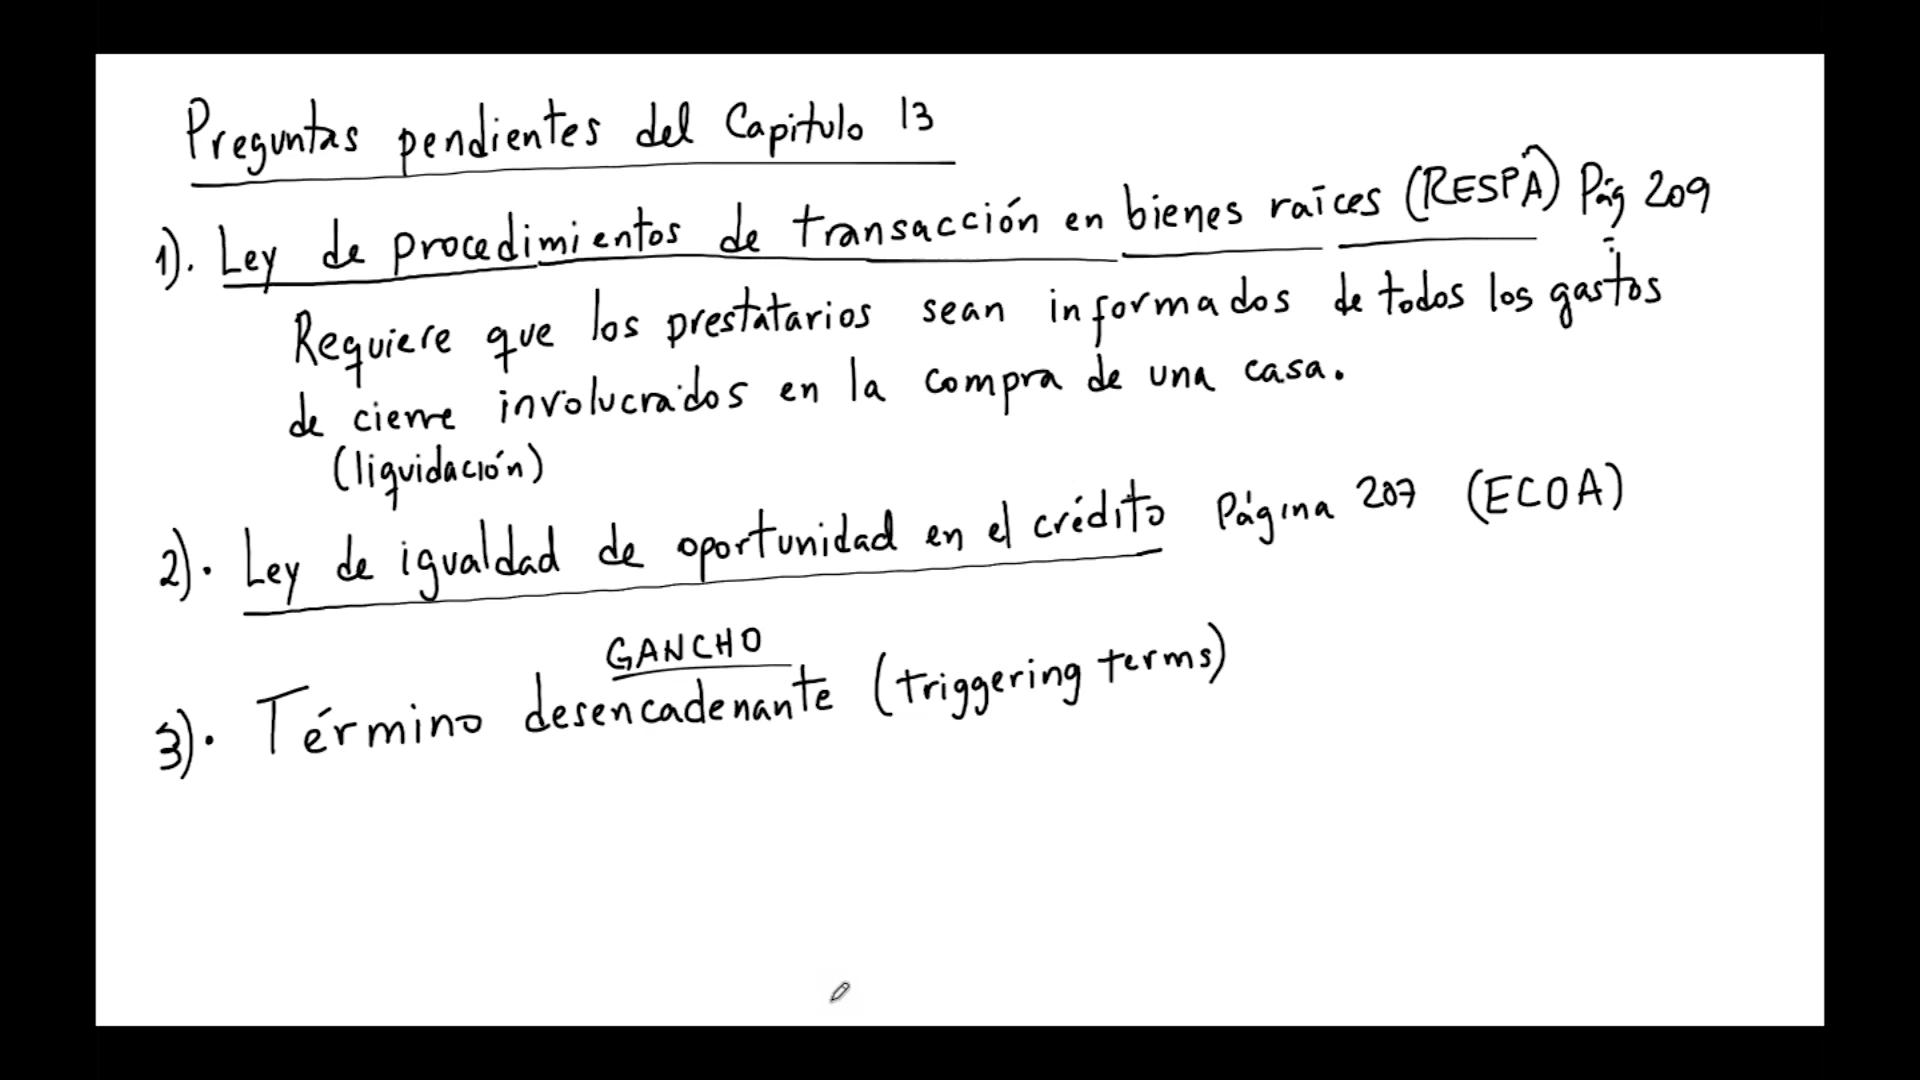 Preguntas pendientes del Capitulo 13
1). Ley de procedimientos de transacción en bienes raíces (RESPA) Pág 209
Requiere que los prestatarios sean informados de todos los gastos
de cierre involucrados en la compra de una casa.
(liquidación)
2). Ley de igualdad de oportunidad en el crédito Página 207 (ECOA)
GANCHO
3). Término desencadenante (triggering terms)